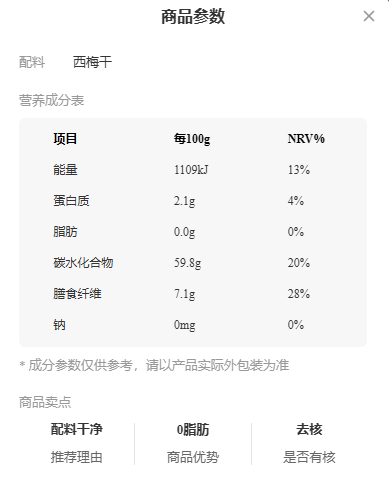 商品参数
配料 西梅干
营养成分表
项目 每100g NRV%
能量 1109kJ 13%
蛋白质 2.1g 4%
脂肪 0.0g 0%
碳水化合物 59.8g 20%
膳食纤维 7.1g 28%
钠 0mg 0%
* 成分参数仅供参考，请以产品实际外包装为准
商品卖点
配料干净 0脂肪 去核
推荐理由 商品优势 是否有核